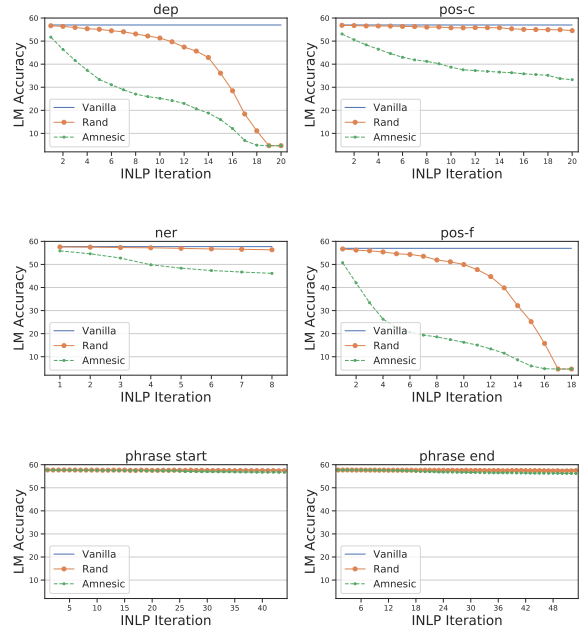 dep
LM Accuracy
60
50
40
30
20
10
Vanilla
Rand
Amnesic
2 4 6 8 10 12 14 16 18 20
INLP Iteration
pos-c
LM Accuracy
60
50
40
30
20
10
Vanilla
Rand
Amnesic
2 4 6 8 10 12 14 16 18 20
INLP Iteration
ner
LM Accuracy
60
50
40
30
20
10
Vanilla
Rand
Amnesic
1 2 3 4 5 6 7 8
INLP Iteration
pos-f
LM Accuracy
60
50
40
30
20
10
Vanilla
Rand
Amnesic
2 4 6 8 10 12 14 16 18
INLP Iteration
phrase start
LM Accuracy
60
50
40
30
20
10
Vanilla
Rand
Amnesic
5 10 15 20 25 30 35 40
INLP Iteration
phrase end
LM Accuracy
60
50
40
30
20
10
Vanilla
Rand
Amnesic
6 12 18 24 30 36 42 48
INLP Iteration